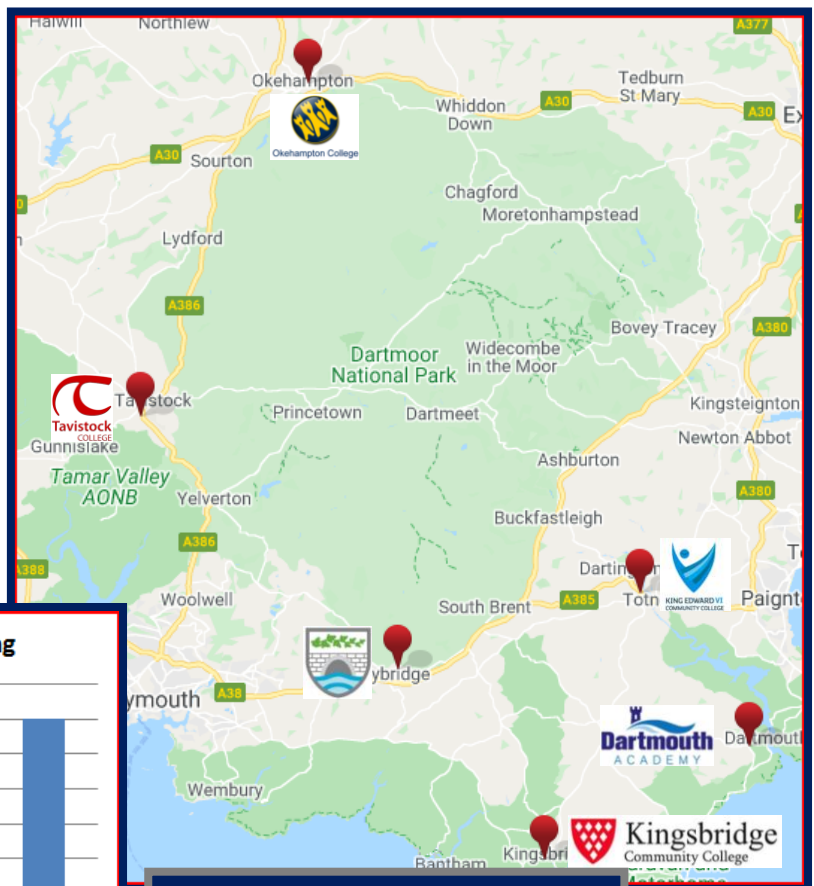 Halwill
Northlew
A377
Okehampton
Tedburn
St Mary
Whiddon
Down
A30
A30
Okehampton College
A30
Sourton
Chagford
Moretonhampstead
Lydford
A386
Bovey Tracey
A380
Dartmoor
National Park
Widecombe
in the Moor
Tavistock
COLLEGE
Princetown
Dartmeet
Kingsteignton
Newton Abbot
Gunnislake
Tamar Valley
AONB
Ashburton
Yelverton
A380
Buckfastleigh
A386
A388
Woolwell
South Brent
A385
Totn
KING EDWARD VI
COMMUNITY COLLEGE
Paignt
ybridge
A38
ymouth
Dartmouth
ACADEMY
Wembury
Kingsbridge
Community College
Bantham
Kingsbri